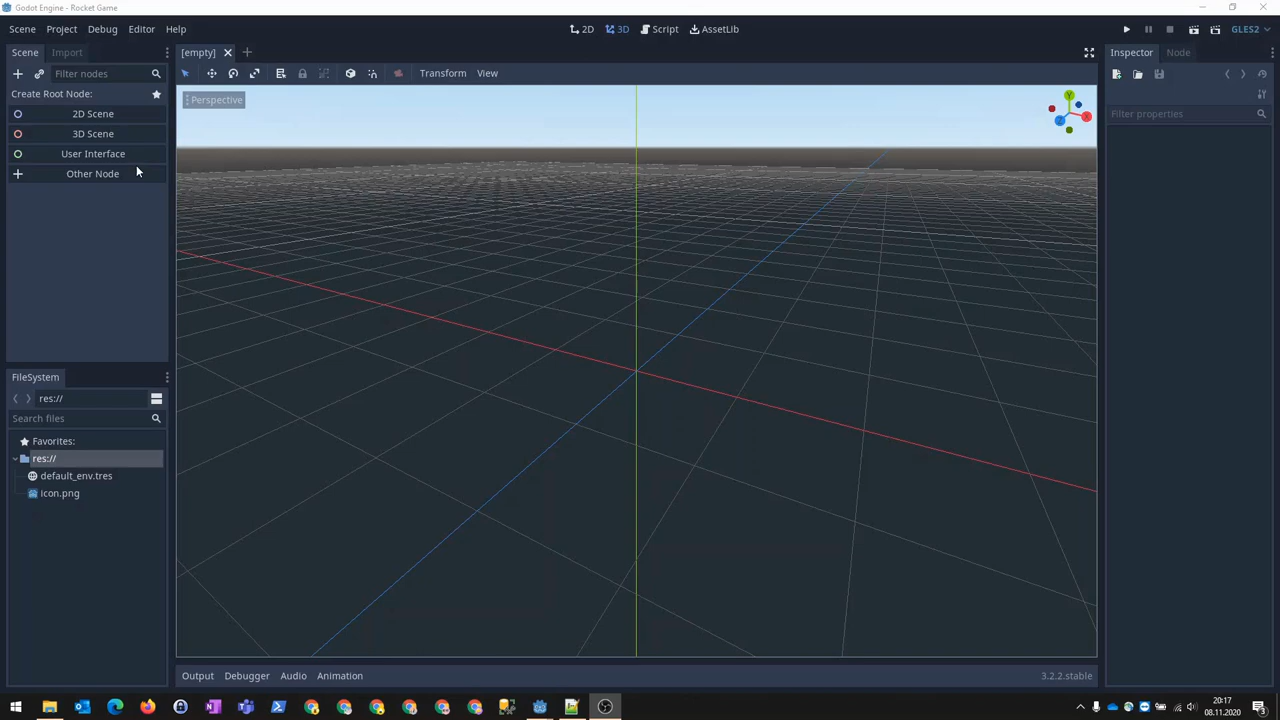 Godot Engine - Rocket Game
Scene Project Debug Editor Help
2D 3D Script AssetLib
GLES2
Scene Import
[empty]
Inspector Node
Filter nodes
Transform View
Create Root Node:
Perspective
Y
X
Z
Filter properties
2D Scene
3D Scene
User Interface
Other Node
FileSystem
res://
Search files
Favorites:
res://
default_env.tres
icon.png
Output Debugger Audio Animation
3.2.2.stable
20:17
08.11.2020